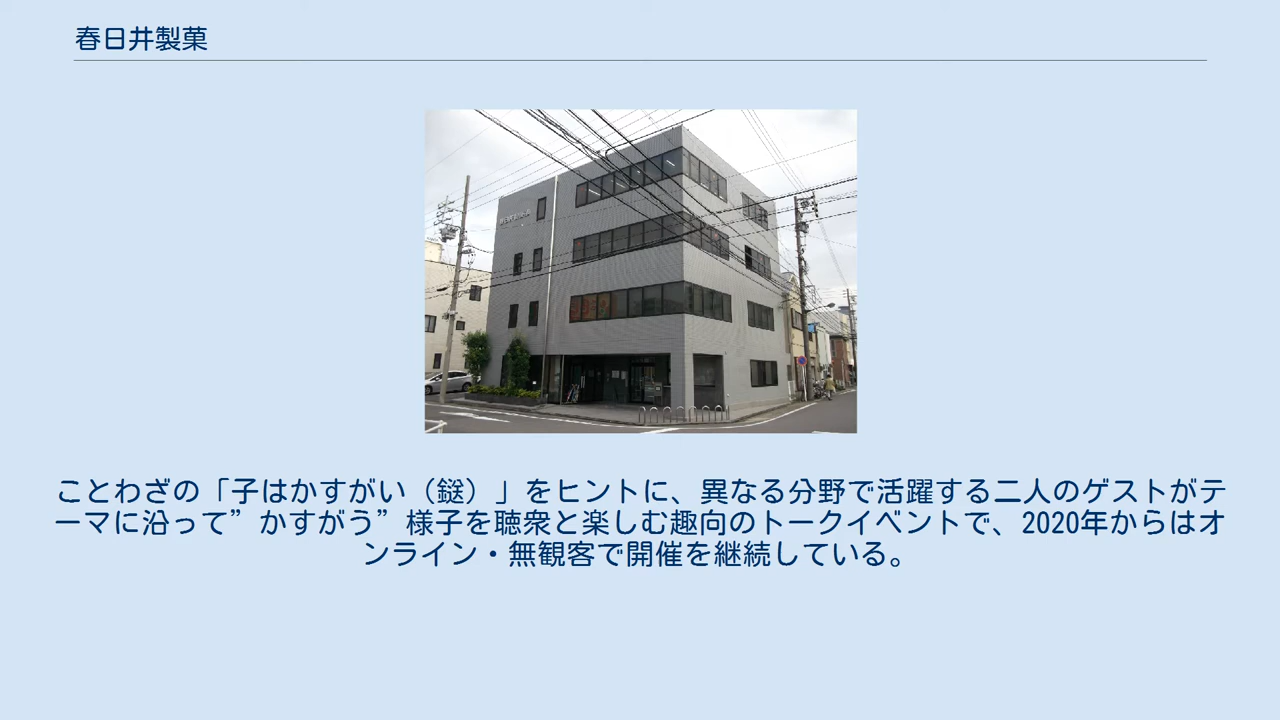 春日井製菓
ことわざの「子はかすがい（鎹）」をヒントに、異なる分野で活躍する二人のゲストがテ
ーマに沿って”かすがう”様子を聴衆と楽しむ趣向のトークイベントで、2020年からはオ
ンライン・無観客で開催を継続している。